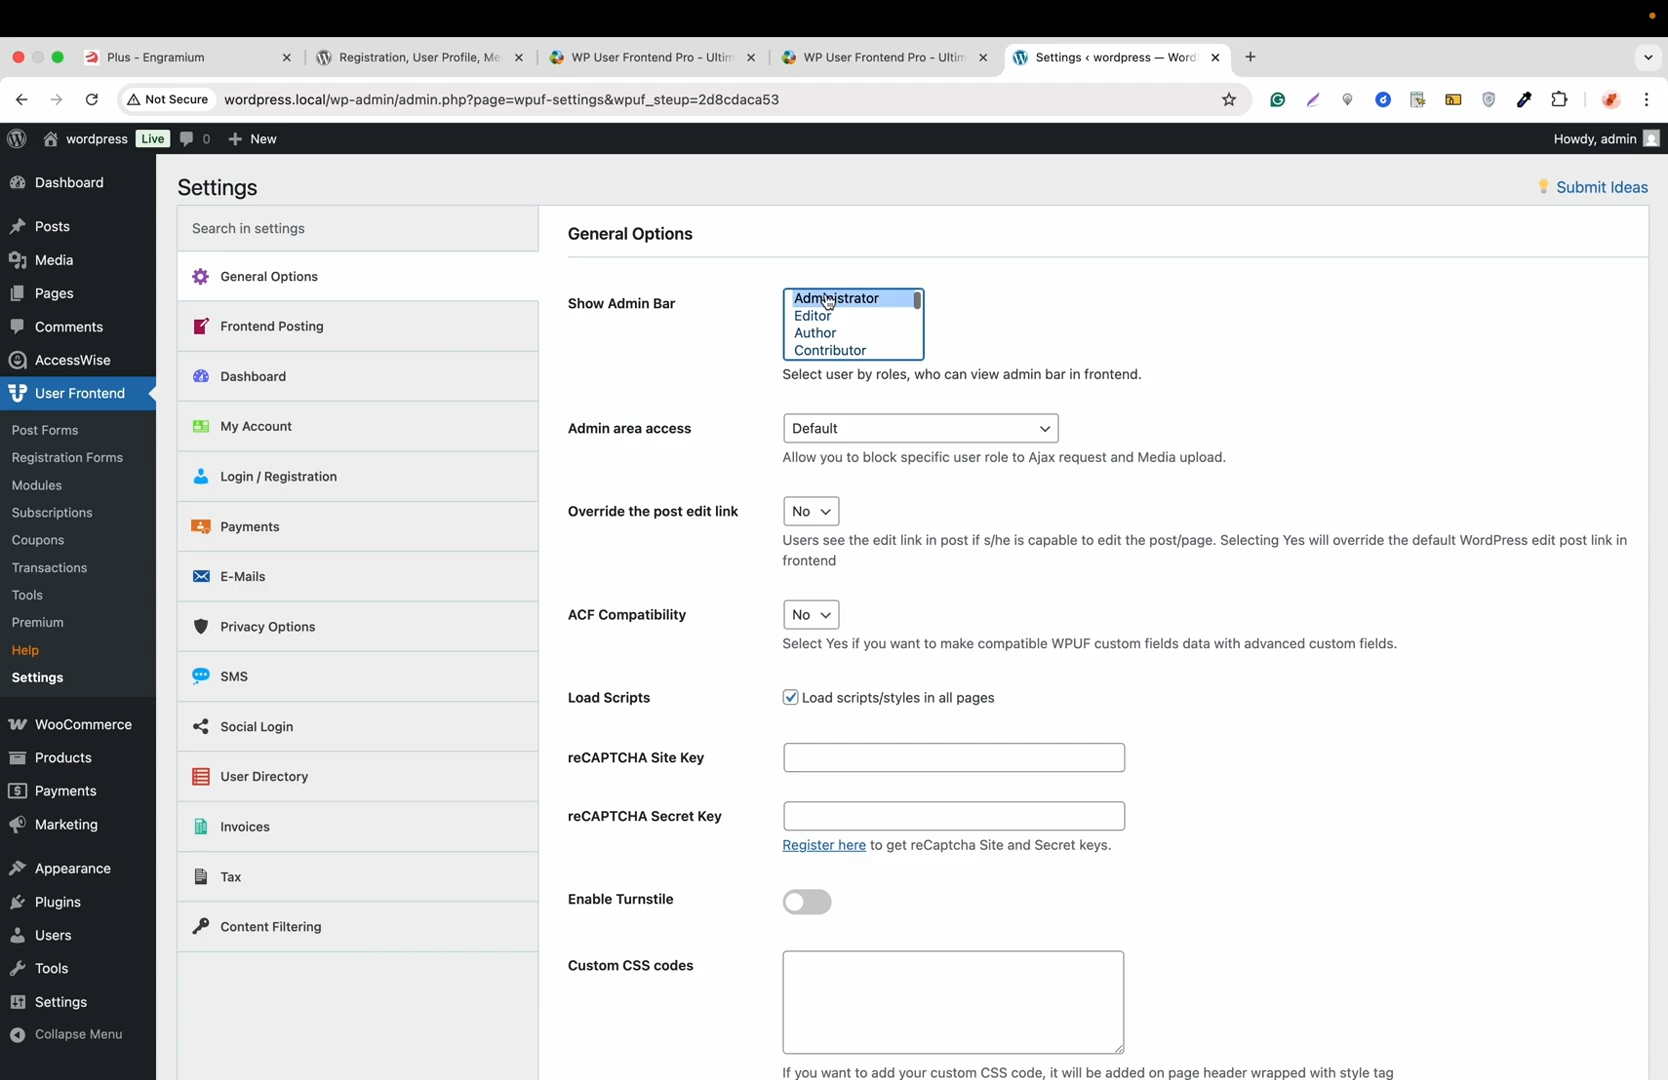 Plus - Engramium
Registration, User Profile, Me
WP User Frontend Pro - Ultim
WP User Frontend Pro - Ultim
Settings ‹ wordpress — Word
Not Secure
wordpress.local/wp-admin/admin.php?page=wpuf-settings&wpuf_steup=2d8cdaca53
wordpress Live 0 New
Howdy, admin
Dashboard
Posts
Media
Pages
Comments
AccessWise
User Frontend
Post Forms
Registration Forms
Modules
Subscriptions
Coupons
Transactions
Tools
Premium
Help
Settings
WooCommerce
Products
Payments
Marketing
Appearance
Plugins
Users
Tools
Settings
Collapse Menu
Settings
Submit Ideas
Search in settings
General Options
Frontend Posting
Dashboard
My Account
Login / Registration
Payments
E-Mails
Privacy Options
SMS
Social Login
User Directory
Invoices
Tax
Content Filtering
General Options
Show Admin Bar
Administrator
Editor
Author
Contributor
Select user by roles, who can view admin bar in frontend.
Admin area access
Default
Allow you to block specific user role to Ajax request and Media upload.
Override the post edit link
No
Users see the edit link in post if s/he is capable to edit the post/page. Selecting Yes will override the default WordPress edit post link in
frontend
ACF Compatibility
No
Select Yes if you want to make compatible WPUF custom fields data with advanced custom fields.
Load Scripts
Load scripts/styles in all pages
reCAPTCHA Site Key
reCAPTCHA Secret Key
Register here to get reCaptcha Site and Secret keys.
Enable Turnstile
Custom CSS codes
If you want to add your custom CSS code, it will be added on page header wrapped with style tag